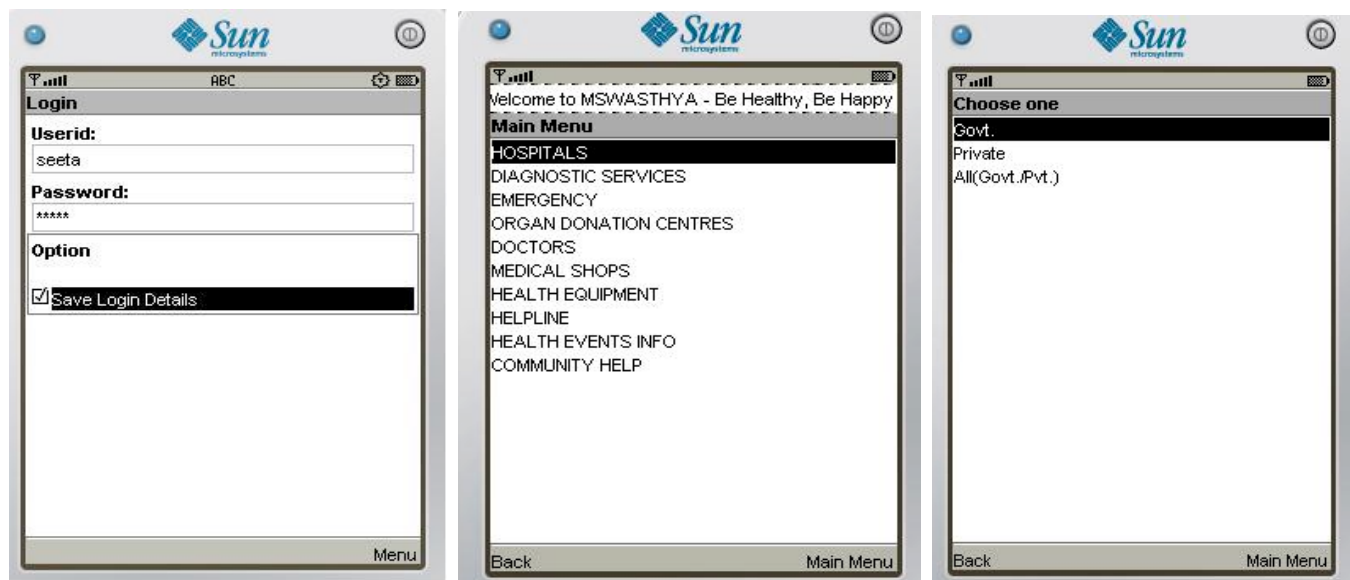 Sun
microsystems
ABC
Login
Userid:
seeta
Password:
*****
Option
Save Login Details
Menu
Sun
microsystems
Welcome to MSWASTHYA - Be Healthy, Be Happy
Main Menu
HOSPITALS
DIAGNOSTIC SERVICES
EMERGENCY
ORGAN DONATION CENTRES
DOCTORS
MEDICAL SHOPS
HEALTH EQUIPMENT
HELPLINE
HEALTH EVENTS INFO
COMMUNITY HELP
Back Main Menu
Sun
microsystems
Choose one
Govt.
Private
All(Govt./Pvt.)
Back Main Menu